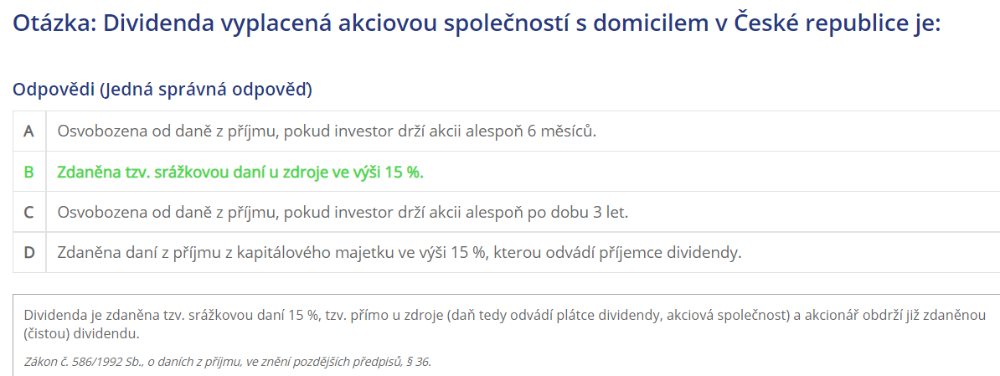 Otázka: Dividenda vyplacená akciovou společností s domicilem v České republice je:
Odpovědi (Jedná správná odpověď)
A Osvobozena od daně z příjmu, pokud investor drží akcii alespoň 6 měsíců.
B Zdaněna tzv. srážkovou daní u zdroje ve výši 15 %.
C Osvobozena od daně z příjmu, pokud investor drží akcii alespoň po dobu 3 let.
D Zdaněna daní z příjmu z kapitálového majetku ve výši 15 %, kterou odvádí příjemce dividendy.
Dividenda je zdaněna tzv. srážkovou daní 15 %, tzv. přímo u zdroje (daň tedy odvádí plátce dividendy, akciová společnost) a akcionář obdrží již zdaněnou
(čistou) dividendu.
Zákon č. 586/1992 Sb., o daních z příjmu, ve znění pozdějších předpisů, § 36.